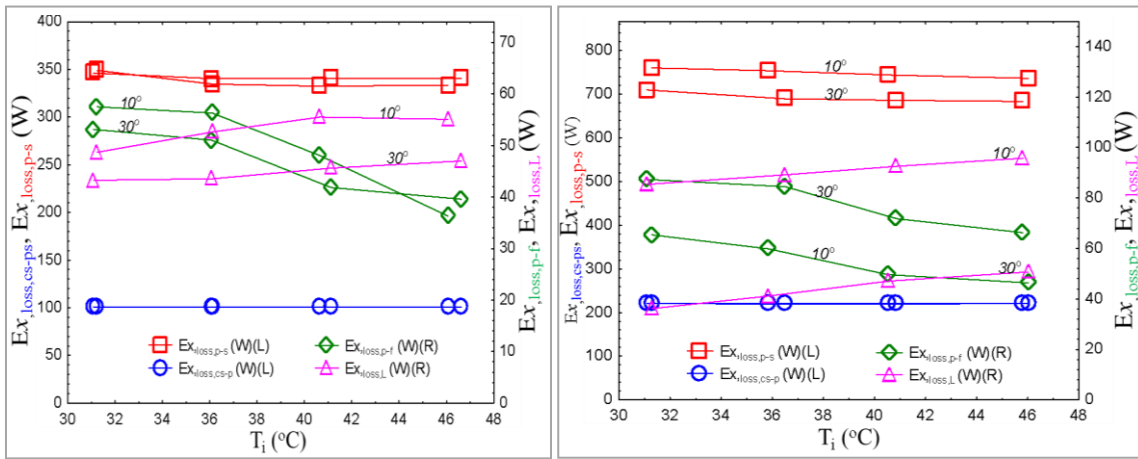 400
350
300
250
200
150
100
50
0
Ex,loss,cs-ps, Ex,loss,p-s (W)
70
60
50
40
30
20
10
0
Ex,loss,p-f, Ex,loss,L (W)
10°
30°
10°
30°
Ex,loss,p-s (W)(L)
Ex,loss,p-f (W)(R)
Ex,loss,cs-p (W)(L)
Ex,loss,L (W)(R)
30 32 34 36 38 40 42 44 46 48
Ti (°C)
800
700
600
500
400
300
200
100
0
Ex,loss,cs-ps, Ex,loss,p-s (W)
140
120
100
80
60
40
20
0
Ex,loss,p-f, Ex,loss,L (W)
10°
30°
10°
30°
10°
30°
Ex,loss,p-s (W)(L)
Ex,loss,p-f (W)(R)
Ex,loss,cs-p (W)(L)
Ex,loss,L (W)(R)
30 32 34 36 38 40 42 44 46 48
Ti (°C)